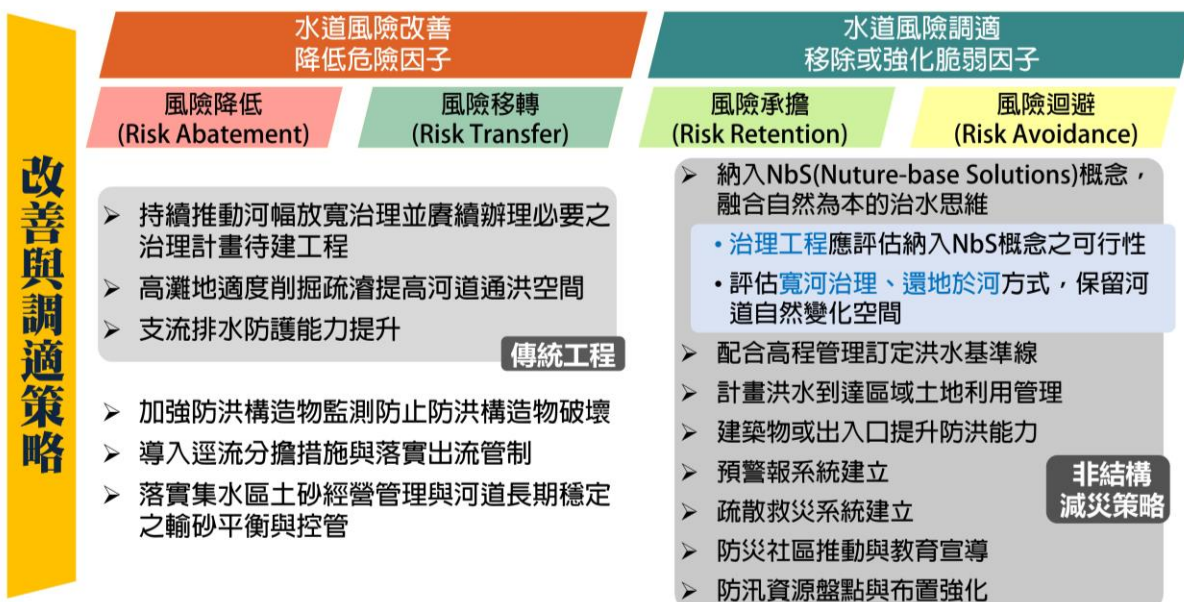 改善與調適策略
水道風險改善
降低危險因子
水道風險調適
移除或強化脆弱因子
風險降低
(Risk Abatement)
風險移轉
(Risk Transfer)
風險承擔
(Risk Retention)
風險迴避
(Risk Avoidance)
➢ 持續推動河幅放寬治理並賡續辦理必要之
治理計畫待建工程
➢ 高灘地適度削掘疏濬提高河道通洪空間
➢ 支流排水防護能力提升
傳統工程
➢ 加強防洪構造物監測防止防洪構造物破壞
➢ 導入逕流分擔措施與落實出流管制
➢ 落實集水區土砂經營管理與河道長期穩定
之輸砂平衡與控管
➢ 納入NbS(Nuture-base Solutions)概念，
融合自然為本的治水思維
•治理工程應評估納入NbS概念之可行性
•評估寬河治理、還地於河方式，保留河
道自然變化空間
➢ 配合高程管理訂定洪水基準線
➢ 計畫洪水到達區域土地利用管理
➢ 建築物或出入口提升防洪能力
➢ 預警報系統建立
➢ 疏散救災系統建立
➢ 防災社區推動與教育宣導
➢ 防汛資源盤點與布置強化
非結構
減災策略